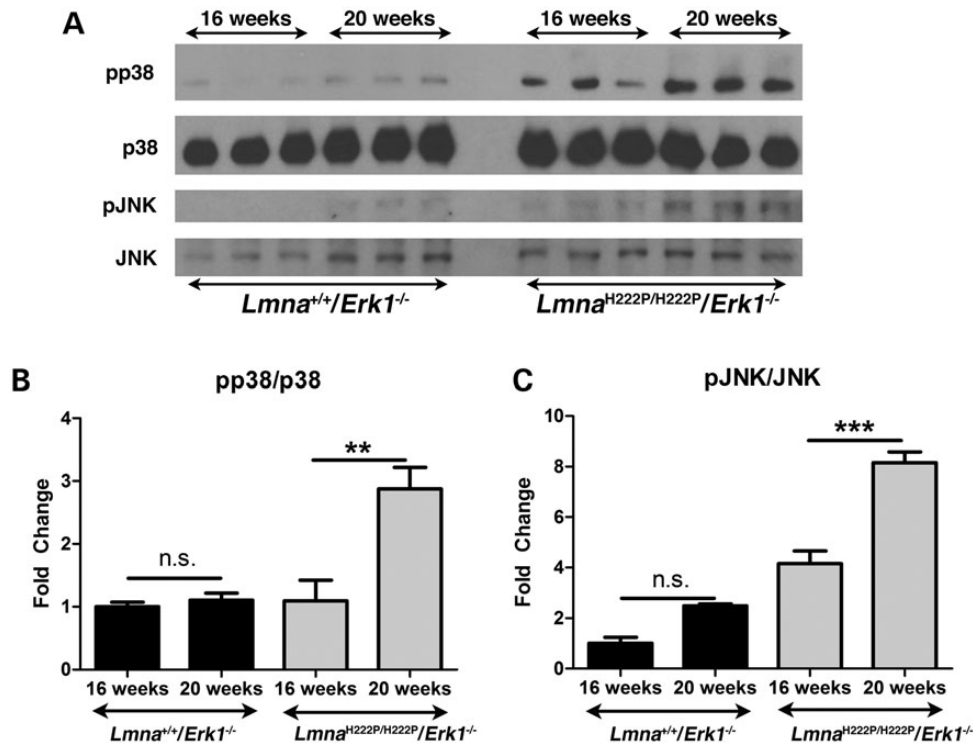 A
16 weeks 20 weeks 16 weeks 20 weeks
pp38
p38
pJNK
JNK
Lmna+/+/Erk1-/- LmnaH222P/H222P/Erk1-/-
B
pp38/p38
Fold Change
4
3
2
1
0
n.s.
**
16 weeks 20 weeks 16 weeks 20 weeks
Lmna+/+/Erk1-/- LmnaH222P/H222P/Erk1-/-
C
pJNK/JNK
Fold Change
10
8
6
4
2
0
n.s.
***
16 weeks 20 weeks 16 weeks 20 weeks
Lmna+/+/Erk1-/- LmnaH222P/H222P/Erk1-/-